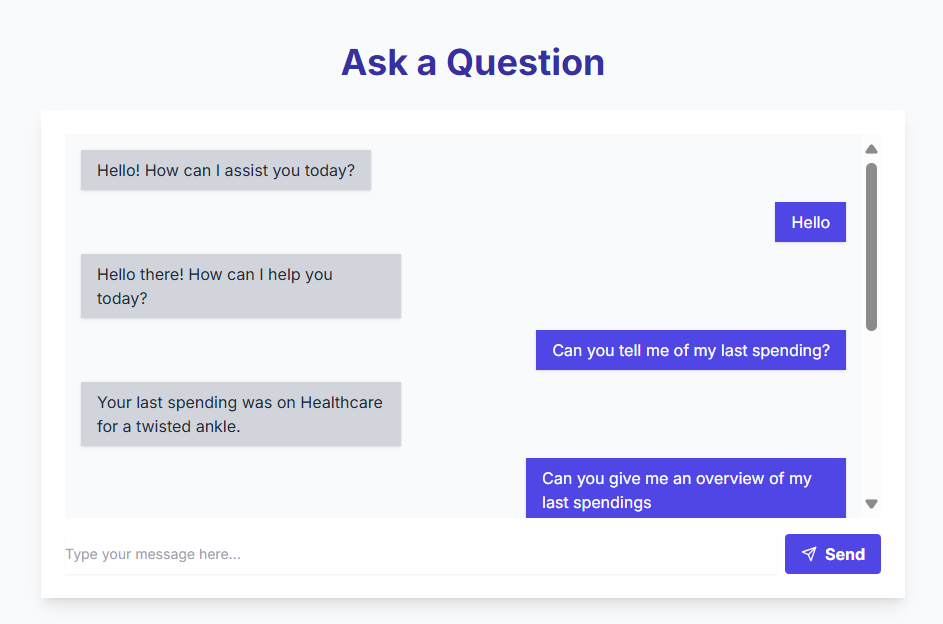 Ask a Question
Hello! How can I assist you today?
Hello
Hello there! How can I help you
today?
Can you tell me of my last spending?
Your last spending was on Healthcare
for a twisted ankle.
Can you give me an overview of my
last spendings
Type your message here...
Send